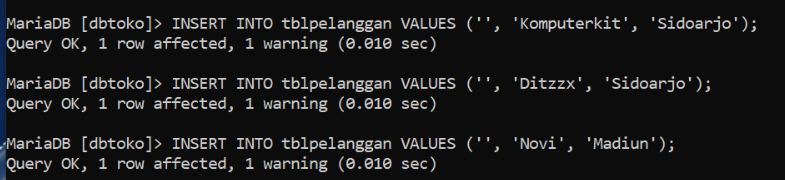 MariaDB [dbtoko]> INSERT INTO tblpelanggan VALUES ('', 'Komputerkit', 'Sidoarjo');
Query OK, 1 row affected, 1 warning (0.010 sec)
MariaDB [dbtoko]> INSERT INTO tblpelanggan VALUES ('', 'Ditzzx', 'Sidoarjo');
Query OK, 1 row affected, 1 warning (0.010 sec)
MariaDB [dbtoko]> INSERT INTO tblpelanggan VALUES ('', 'Novi', 'Madiun');
Query OK, 1 row affected, 1 warning (0.010 sec)